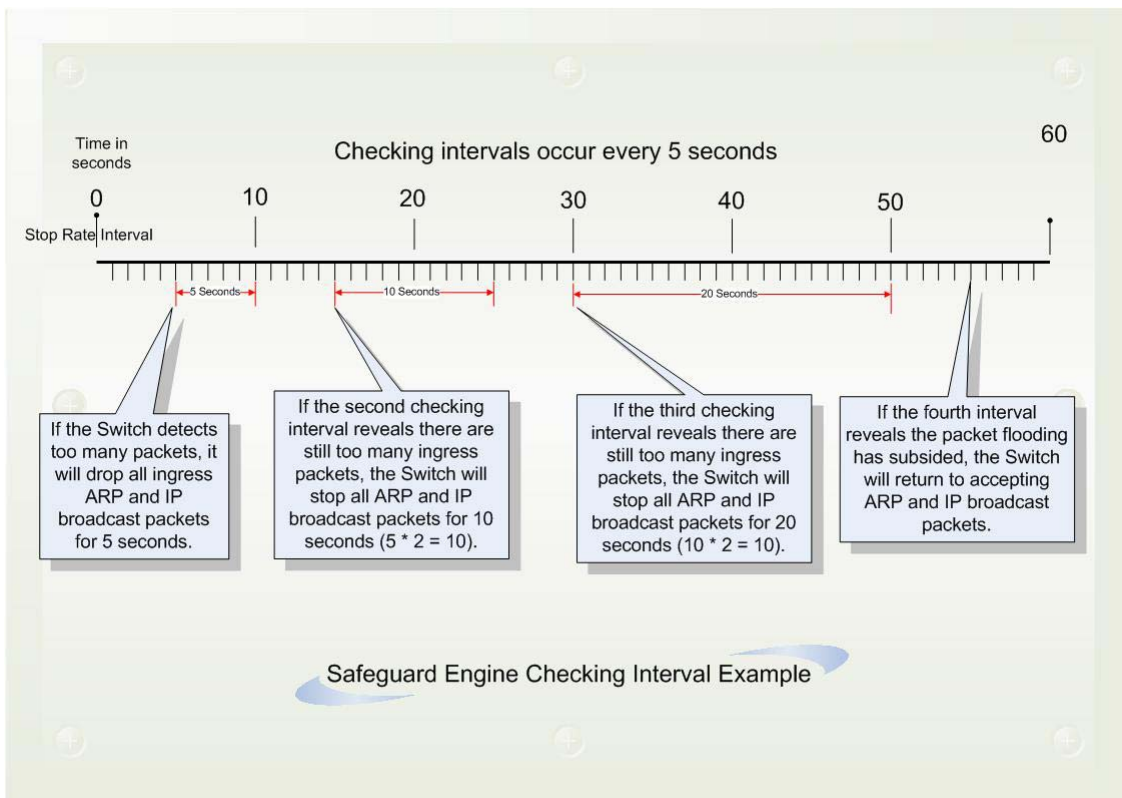 Time in
seconds
Checking intervals occur every 5 seconds
60
0
10
20
30
40
50
Stop Rate Interval
5 Seconds
10 Seconds
20 Seconds
If the Switch detects
too many packets, it
will drop all ingress
ARP and IP
broadcast packets
for 5 seconds.
If the second checking
interval reveals there are
still too many ingress
packets, the Switch will
stop all ARP and IP
broadcast packets for 10
seconds (5 * 2 = 10).
If the third checking
interval reveals there are
still too many ingress
packets, the Switch will
stop all ARP and IP
broadcast packets for 20
seconds (10 * 2 = 10).
If the fourth interval
reveals the packet flooding
has subsided, the Switch
will return to accepting
ARP and IP broadcast
packets.
Safeguard Engine Checking Interval Example